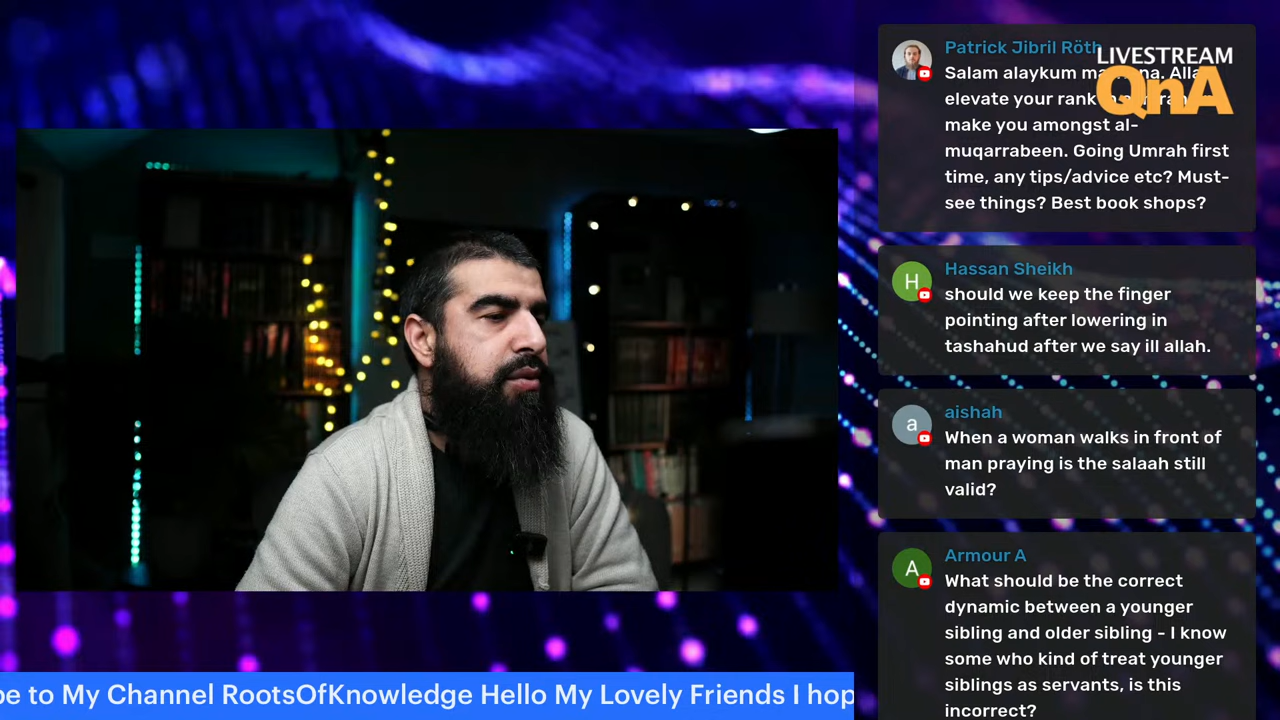 Patrick Jibril Röth
LIVESTREAM
QnA
Salam alaykum
elevate your rank
make you amongst al-
muqarrabeen. Going Umrah first
time, any tips/advice etc? Must-
see things? Best book shops?
H
Hassan Sheikh
should we keep the finger
pointing after lowering in
tashahud after we say ill allah.
a
aishah
When a woman walks in front of
man praying is the salaah still
valid?
A
Armour A
What should be the correct
dynamic between a younger
sibling and older sibling - I know
some who kind of treat younger
siblings as servants, is this
incorrect?
be to My Channel RootsOfKnowledge Hello My Lovely Friends I hop